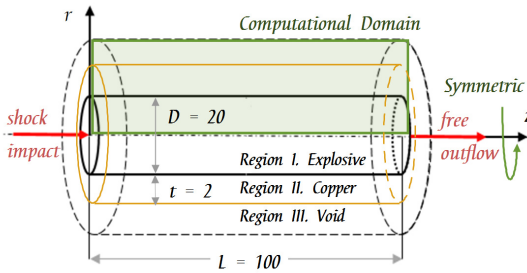 r
Computational Domain
Symmetric
shock
impact
D = 20
free
outflow
z
Region I. Explosive
t = 2
Region II. Copper
Region III. Void
L = 100